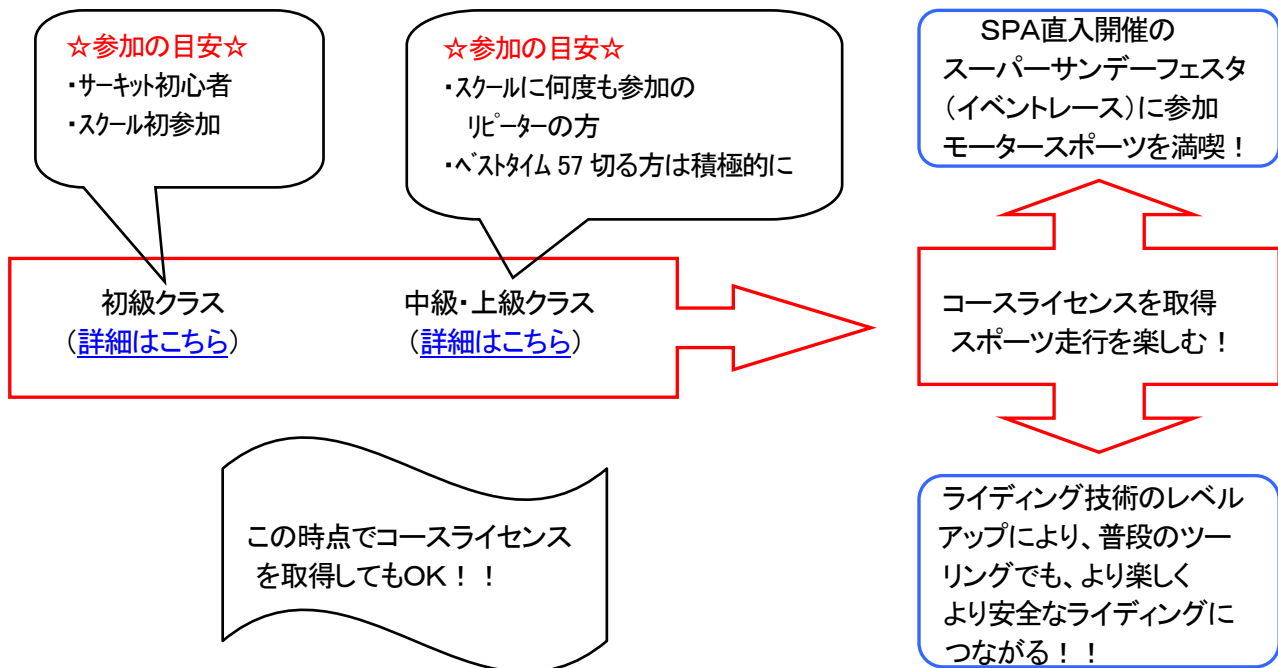 ☆参加の目安☆
・サーキット初心者
・スクール初参加
☆参加の目安☆
・スクールに何度も参加の
リピーターの方
・ベストタイム 57 切る方は積極的に
SPA直入開催の
スーパーサンデーフェスタ
（イベントレース）に参加
モータースポーツを満喫！
初級クラス
（詳細はこちら）
中級・上級クラス
（詳細はこちら）
コースライセンスを取得
スポーツ走行を楽しむ！
この時点でコースライセンス
を取得してもOK！！
ライディング技術のレベル
アップにより、普段のツー
リングでも、より楽しく
より安全なライディングに
つながる！！